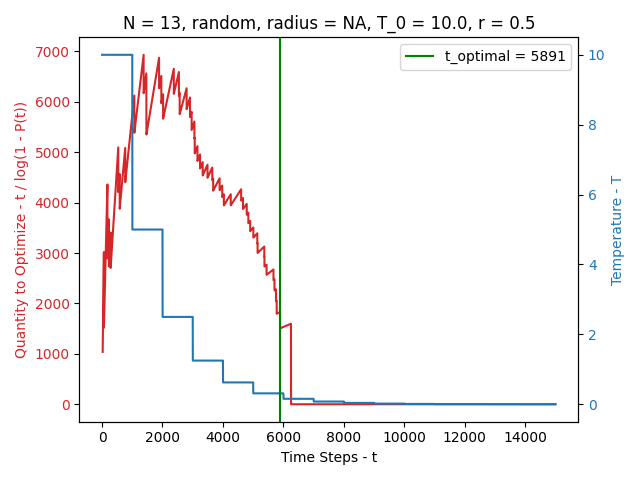 N = 13, random, radius = NA, T_0 = 10.0, r = 0.5
t_optimal = 5891
Quantity to Optimize - t / log(1 - P(t))
7000
6000
5000
4000
3000
2000
1000
0
10
8
6
4
2
0
Temperature - T
0 2000 4000 6000 8000 10000 12000 14000
Time Steps - t